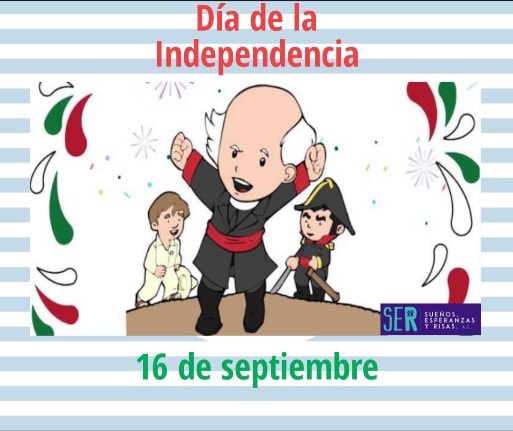 Día de la
Independencia
SER
SUEÑOS.
ESPERANZAS
Y RISAS. A.C.
16 de septiembre